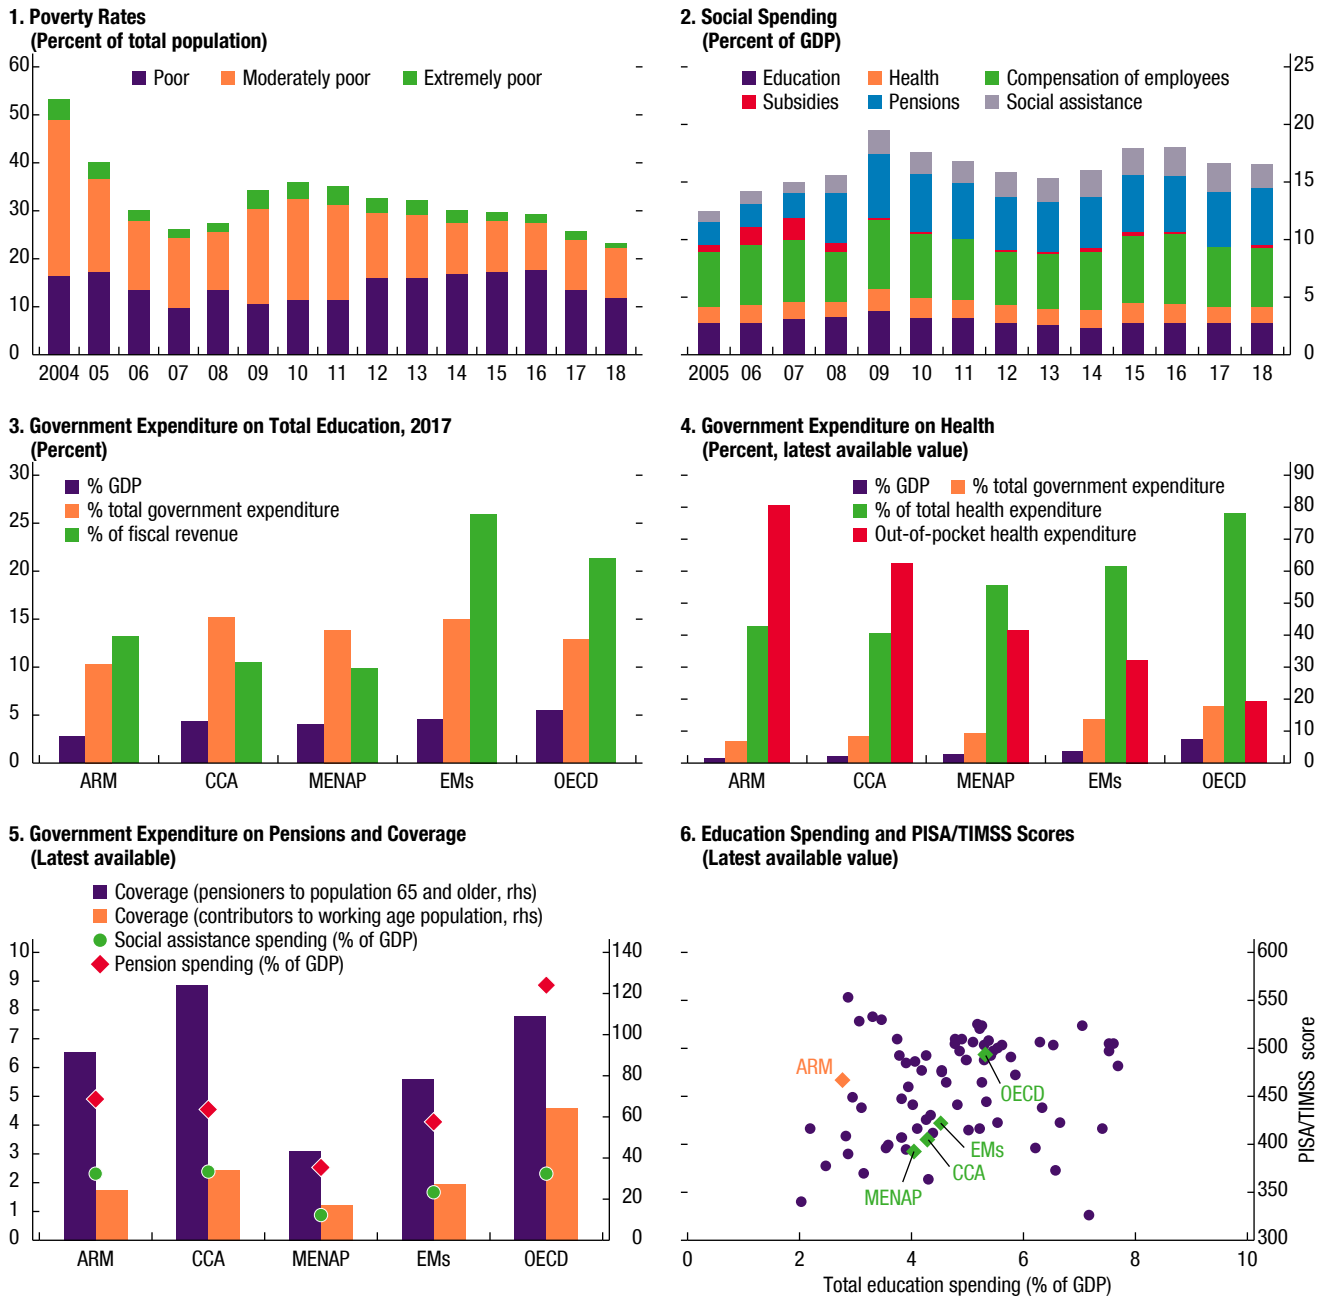 1. Poverty Rates
(Percent of total population)
60
50
40
30
20
10
0
Poor Moderately poor Extremely poor
2004 05 06 07 08 09 10 11 12 13 14 15 16 17 18
2. Social Spending
(Percent of GDP)
25
20
15
10
5
0
Education Health Compensation of employees
Subsidies Pensions Social assistance
2005 06 07 08 09 10 11 12 13 14 15 16 17 18
3. Government Expenditure on Total Education, 2017
(Percent)
30
25
20
15
10
5
0
% GDP
% total government expenditure
% of fiscal revenue
ARM CCA MENAP EMs OECD
4. Government Expenditure on Health
(Percent, latest available value)
90
80
70
60
50
40
30
20
10
0
% GDP % total government expenditure
% of total health expenditure
Out-of-pocket health expenditure
ARM CCA MENAP EMs OECD
5. Government Expenditure on Pensions and Coverage
(Latest available)
Coverage (pensioners to population 65 and older, rhs)
Coverage (contributors to working age population, rhs)
Social assistance spending (% of GDP)
Pension spending (% of GDP)
10
9
8
7
6
5
4
3
2
1
0
140
120
100
80
60
40
20
0
ARM CCA MENAP EMs OECD
6. Education Spending and PISA/TIMSS Scores
(Latest available value)
600
550
500
450
400
350
300
PISA/TIMSS score
ARM
OECD
EMs
CCA
MENAP
0 2 4 6 8 10
Total education spending (% of GDP)